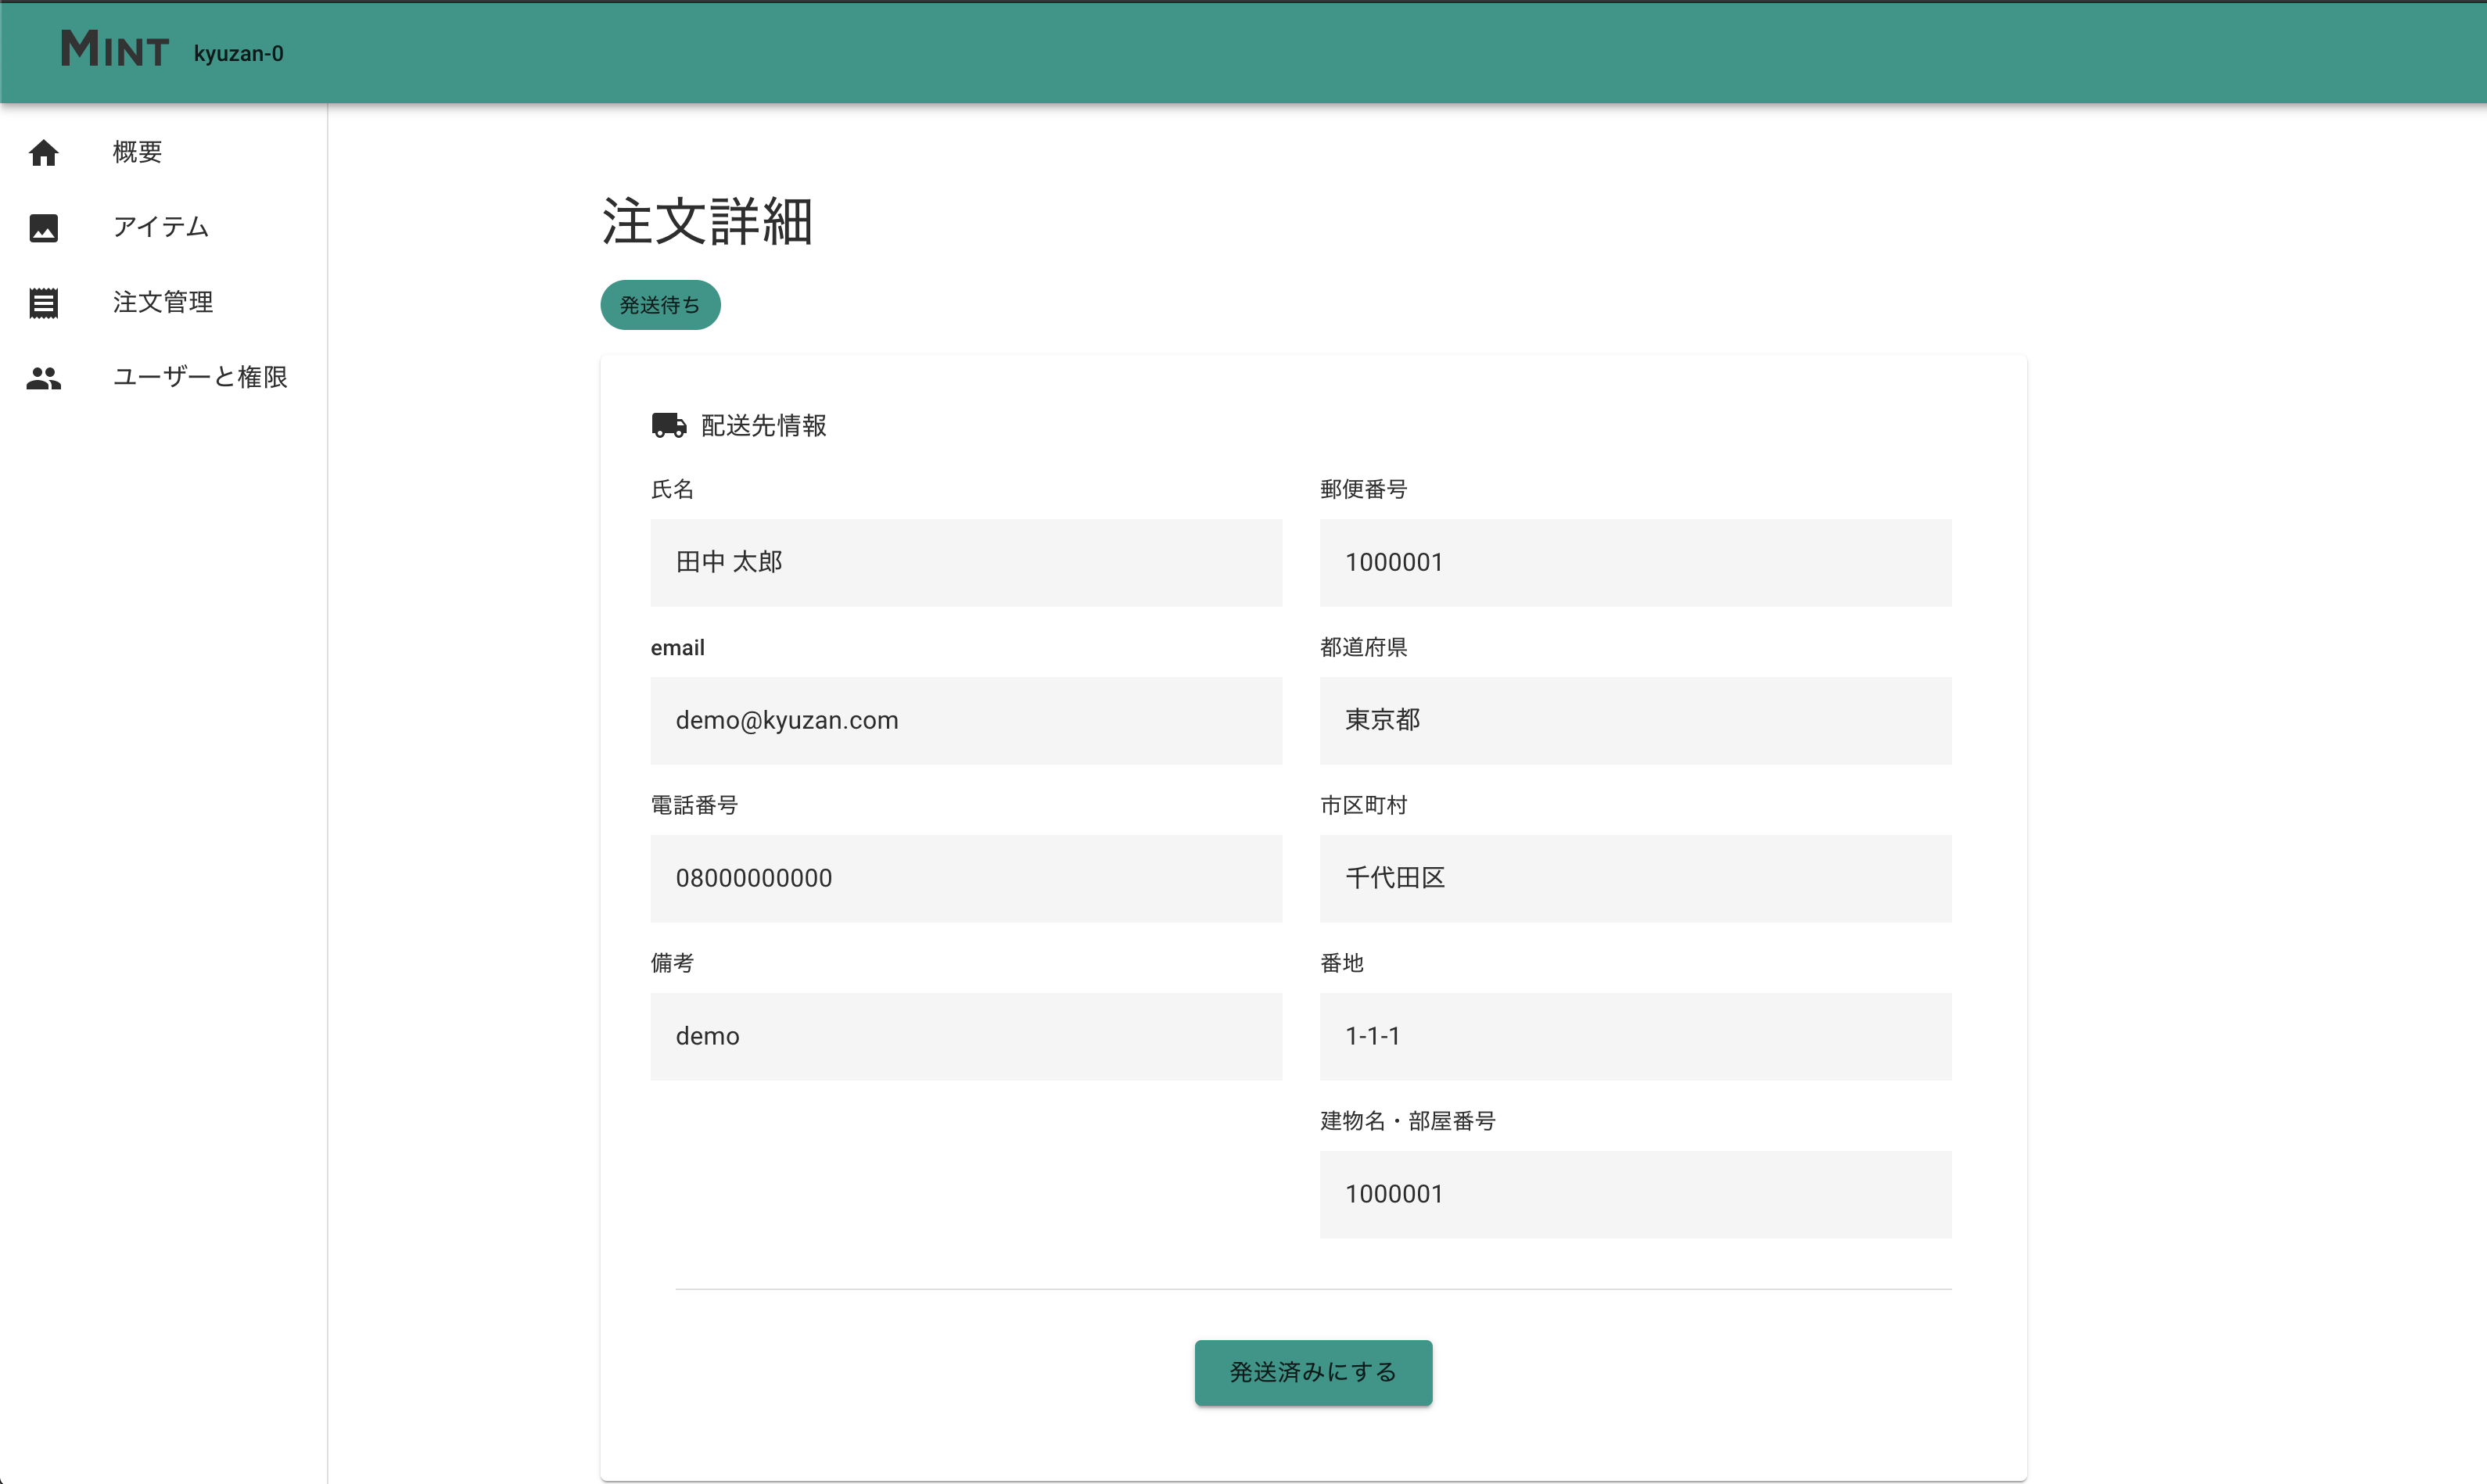 MINT kyuzan-0
概要
アイテム
注文管理
ユーザーと権限
注文詳細
発送待ち
配送先情報
氏名
田中 太郎
郵便番号
1000001
email
demo@kyuzan.com
都道府県
東京都
電話番号
08000000000
市区町村
千代田区
備考
demo
番地
1-1-1
建物名・部屋番号
1000001
発送済みにする